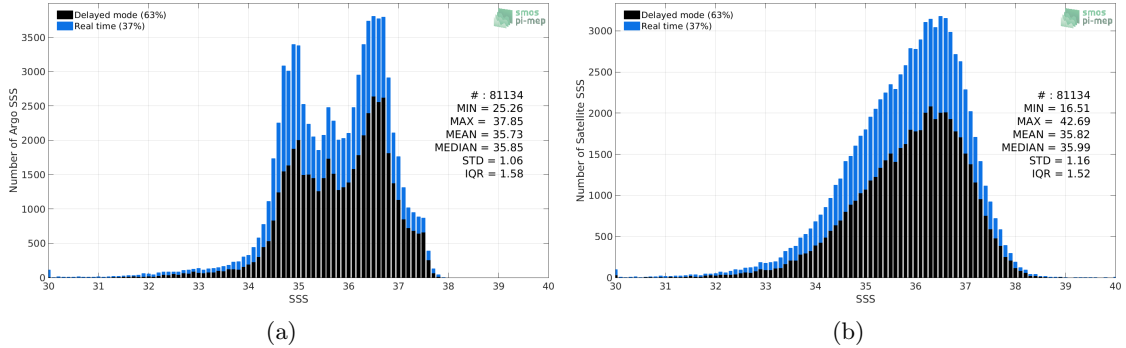 Delayed mode (63%)
Real time (37%)
smos
pi-mep
3500
3000
2500
2000
1500
1000
500
0
Number of Argo SSS
# : 81134
MIN = 25.26
MAX = 37.85
MEAN = 35.73
MEDIAN = 35.85
STD = 1.06
IQR = 1.58
30 31 32 33 34 35 36 37 38 39 40
SSS
(a)
Delayed mode (63%)
Real time (37%)
smos
pi-mep
3000
2500
2000
1500
1000
500
0
Number of Satellite SSS
# : 81134
MIN = 16.51
MAX = 42.69
MEAN = 35.82
MEDIAN = 35.99
STD = 1.16
IQR = 1.52
30 31 32 33 34 35 36 37 38 39 40
SSS
(b)